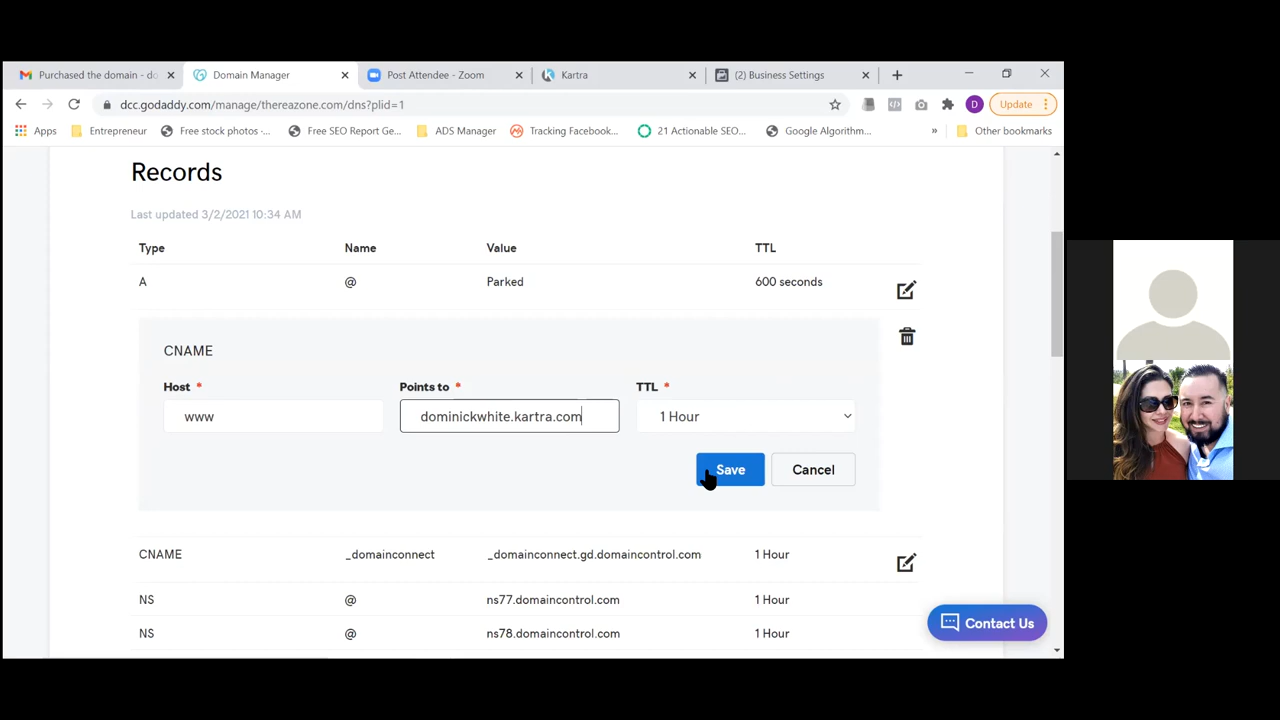 Purchased the domain - do
Domain Manager
Post Attendee - Zoom
Kartra
(2) Business Settings
dcc.godaddy.com/manage/thereazone.com/dns?plid=1
D
Update
Apps
Entrepreneur
Free stock photos -...
Free SEO Report Ge...
ADS Manager
Tracking Facebook...
21 Actionable SEO...
Google Algorithm...
»
Other bookmarks
Records
Last updated 3/2/2021 10:34 AM
Type Name Value TTL
A @ Parked 600 seconds
CNAME
Host * Points to * TTL *
www dominickwhite.kartra.com 1 Hour
Save Cancel
CNAME _domainconnect _domainconnect.gd.domaincontrol.com 1 Hour
NS @ ns77.domaincontrol.com 1 Hour
NS @ ns78.domaincontrol.com 1 Hour
Contact Us